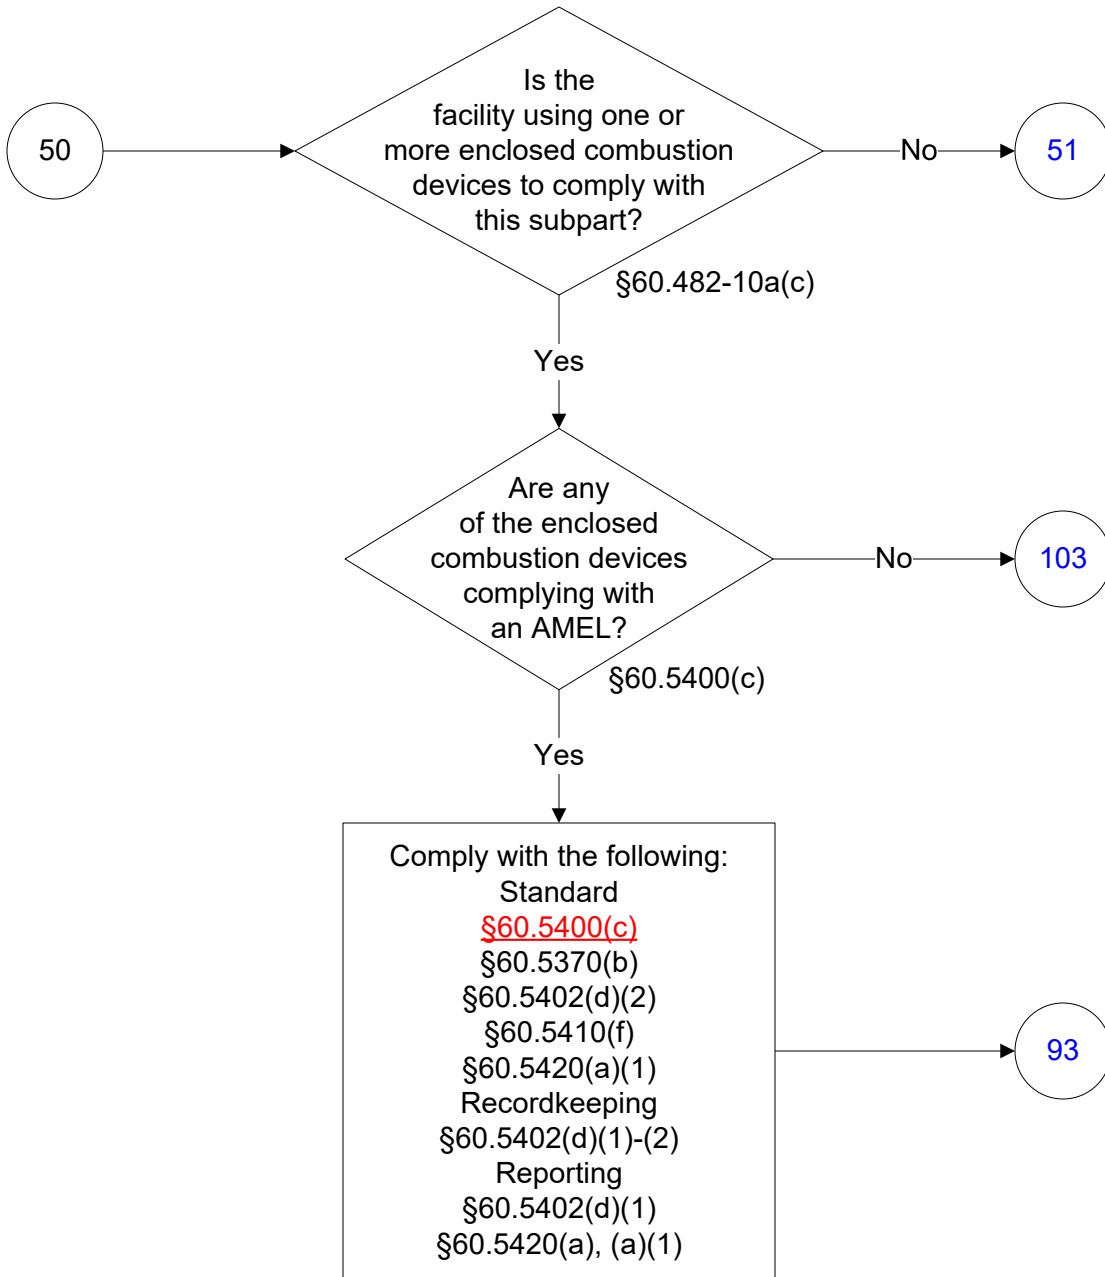 Is the
facility using one or
more enclosed combustion
devices to comply with
this subpart?
50
No
51
§60.482-10a(c)
Yes
Are any
of the enclosed
combustion devices
complying with
an AMEL?
No
103
§60.5400(c)
Yes
Comply with the following:
Standard
§60.5400(c)
§60.5370(b)
§60.5402(d)(2)
§60.5410(f)
§60.5420(a)(1)
Recordkeeping
§60.5402(d)(1)-(2)
Reporting
§60.5402(d)(1)
§60.5420(a), (a)(1)
93